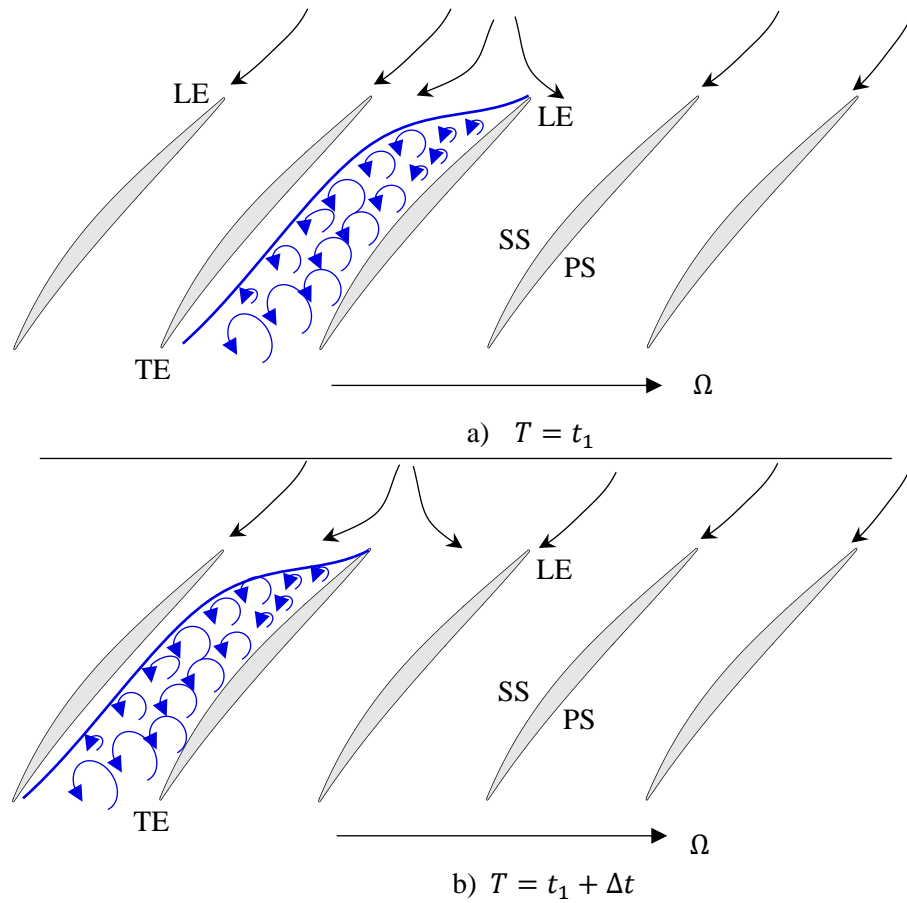 LE
LE
SS
PS
TE
Ω
a) T = t₁
LE
SS
PS
TE
Ω
b) T = t₁ + Δt